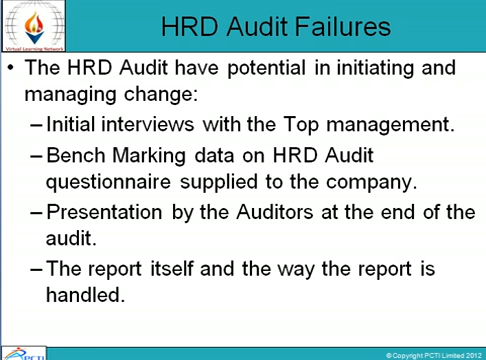 HRD Audit Failures
Virtual Learning Network
• The HRD Audit have potential in initiating and
managing change:
–Initial interviews with the Top management.
–Bench Marking data on HRD Audit
questionnaire supplied to the company.
–Presentation by the Auditors at the end of the
audit.
–The report itself and the way the report is
handled.
PCTI
©Copyright PCTI Limited 2012